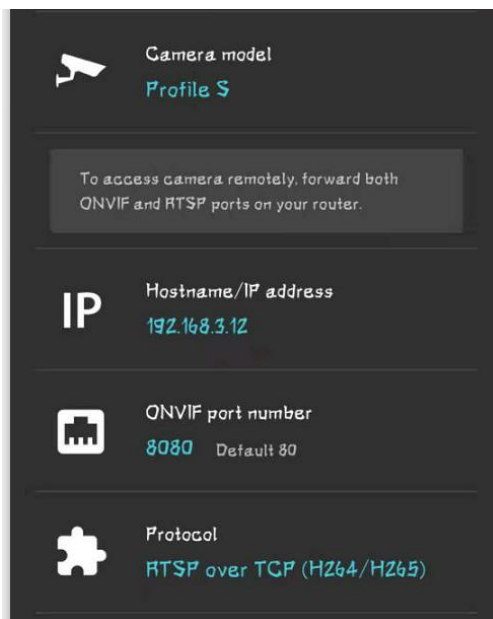 Camera model
Profile S
To access camera remotely, forward both
ONVIF and RTSP ports on your router.
IP
Hostname/IP address
192.168.3.12
ONVIF port number
8080 Default 80
Protocol
RTSP over TCP (H264/H265)